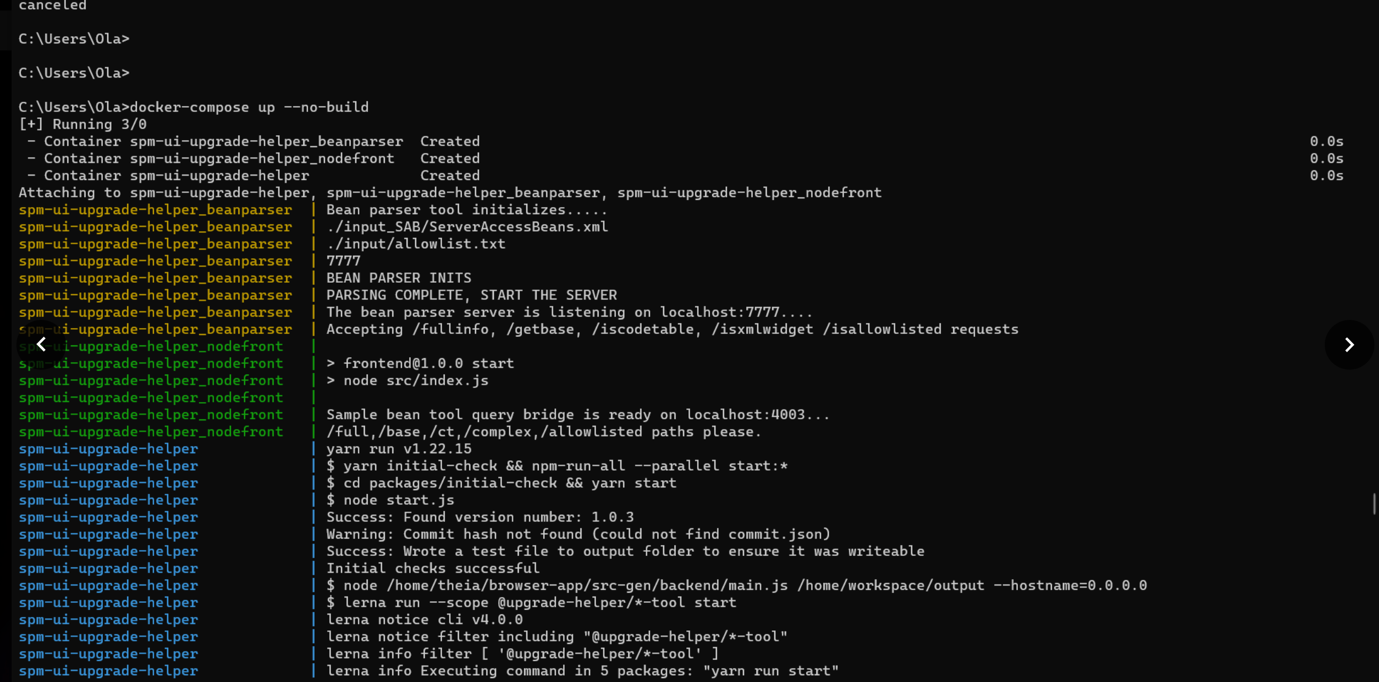 canceled
C:\Users\Ola>
C:\Users\Ola>
C:\Users\Ola>docker-compose up --no-build
[+] Running 3/0
 - Container spm-ui-upgrade-helper_beanparser  Created  0.0s
 - Container spm-ui-upgrade-helper_nodefront   Created  0.0s
 - Container spm-ui-upgrade-helper             Created  0.0s
Attaching to spm-ui-upgrade-helper, spm-ui-upgrade-helper_beanparser, spm-ui-upgrade-helper_nodefront
spm-ui-upgrade-helper_beanparser  | Bean parser tool initializes.....
spm-ui-upgrade-helper_beanparser  | ./input_SAB/ServerAccessBeans.xml
spm-ui-upgrade-helper_beanparser  | ./input/allowlist.txt
spm-ui-upgrade-helper_beanparser  | 7777
spm-ui-upgrade-helper_beanparser  | BEAN PARSER INITS
spm-ui-upgrade-helper_beanparser  | PARSING COMPLETE, START THE SERVER
spm-ui-upgrade-helper_beanparser  | The bean parser server is listening on localhost:7777....
spm-ui-upgrade-helper_beanparser  | Accepting /fullinfo, /getbase, /iscodetable, /isxmlwidget /isallowlisted requests
spm-ui-upgrade-helper_nodefront   |
spm-ui-upgrade-helper_nodefront   | > frontend@1.0.0 start
spm-ui-upgrade-helper_nodefront   | > node src/index.js
spm-ui-upgrade-helper_nodefront   |
spm-ui-upgrade-helper_nodefront   | Sample bean tool query bridge is ready on localhost:4003...
spm-ui-upgrade-helper_nodefront   | /full,/base,/ct,/complex,/allowlisted paths please.
spm-ui-upgrade-helper             | yarn run v1.22.15
spm-ui-upgrade-helper             | $ yarn initial-check && npm-run-all --parallel start:*
spm-ui-upgrade-helper             | $ cd packages/initial-check && yarn start
spm-ui-upgrade-helper             | $ node start.js
spm-ui-upgrade-helper             | Success: Found version number: 1.0.3
spm-ui-upgrade-helper             | Warning: Commit hash not found (could not find commit.json)
spm-ui-upgrade-helper             | Success: Wrote a test file to output folder to ensure it was writeable
spm-ui-upgrade-helper             | Initial checks successful
spm-ui-upgrade-helper             | $ node /home/theia/browser-app/src-gen/backend/main.js /home/workspace/output --hostname=0.0.0.0
spm-ui-upgrade-helper             | $ lerna run --scope @upgrade-helper/*-tool start
spm-ui-upgrade-helper             | lerna notice cli v4.0.0
spm-ui-upgrade-helper             | lerna notice filter including "@upgrade-helper/*-tool"
spm-ui-upgrade-helper             | lerna info filter [ '@upgrade-helper/*-tool' ]
spm-ui-upgrade-helper             | lerna info Executing command in 5 packages: "yarn run start"